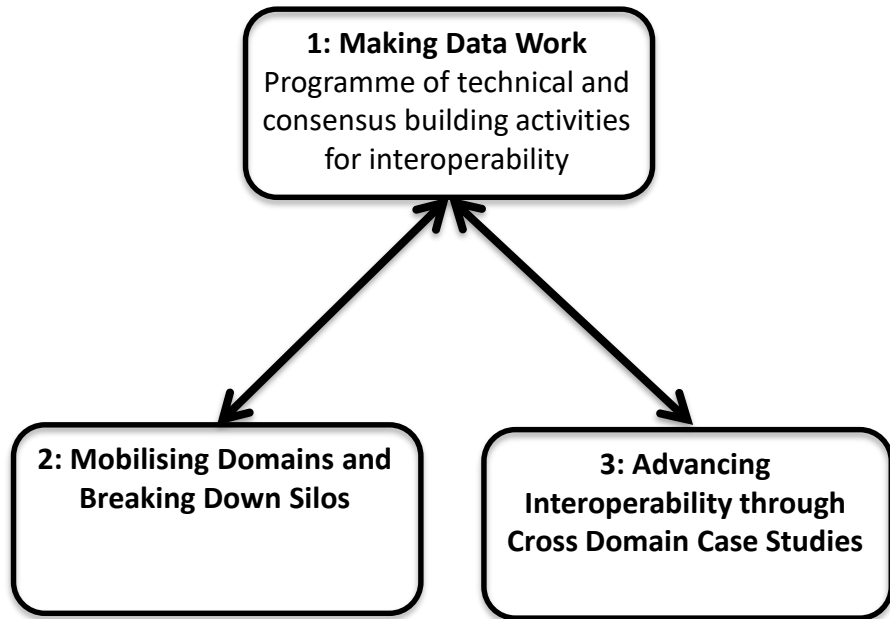 1: Making Data Work
Programme of technical and
consensus building activities
for interoperability
2: Mobilising Domains and
Breaking Down Silos
3: Advancing
Interoperability through
Cross Domain Case Studies